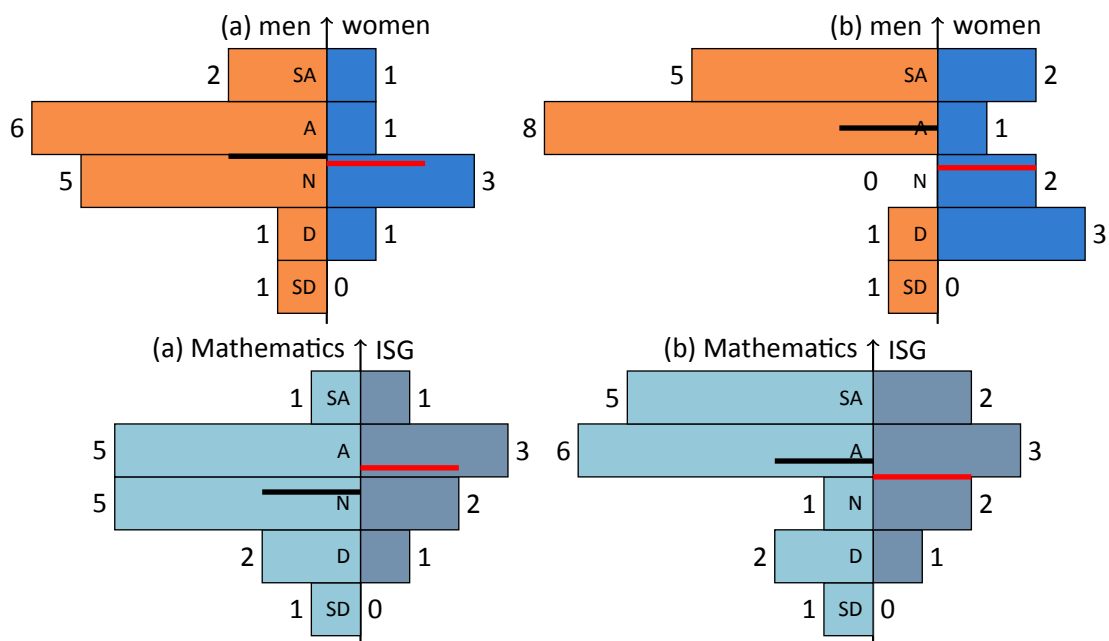 (a) men women
2 SA 1
6 A 1
5 N 3
1 D 1
1 SD 0
(b) men women
5 SA 2
8 A 1
0 N 2
1 D 3
1 SD 0
(a) Mathematics ISG
1 SA 1
5 A 3
5 N 2
2 D 1
1 SD 0
(b) Mathematics ISG
5 SA 2
6 A 3
1 N 2
2 D 1
1 SD 0